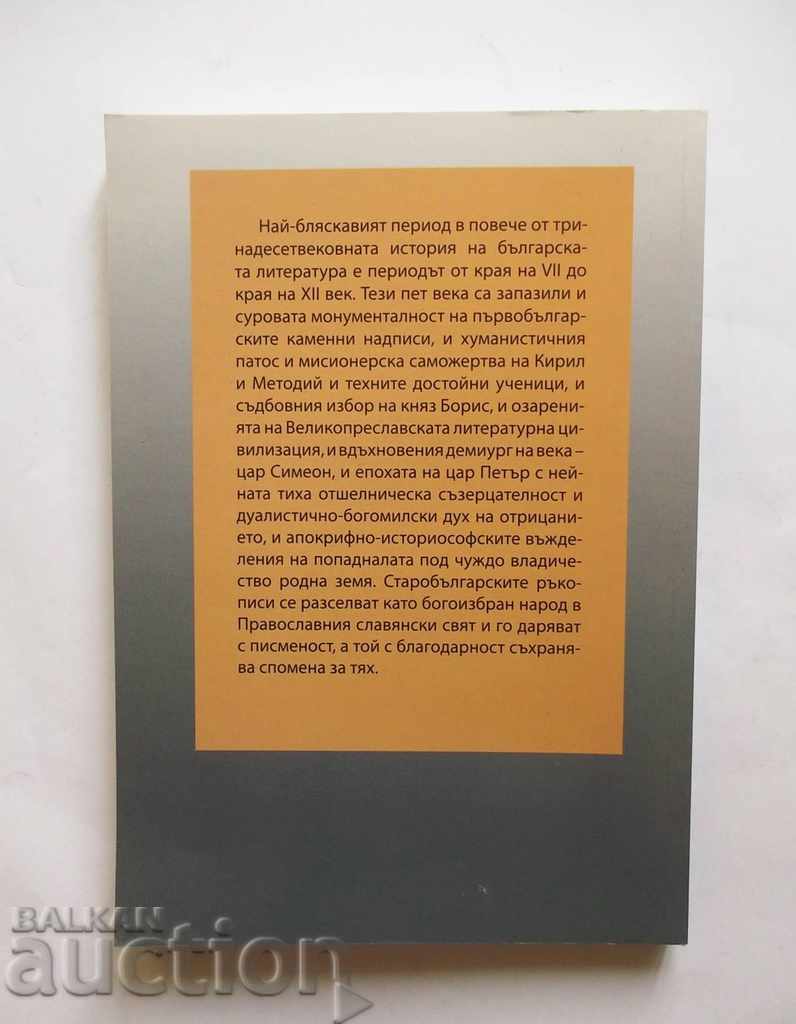 Най-бляскавият период в повече от три-
надесетвековната история на българска-
та литература е периодът от края на VII до
края на XII век. Тези пет века са запазили и
суровата монументалност на първобългар-
ските каменни надписи, и хуманистичния
патос и мисионерска саможертва на Кирил
и Методий и техните достойни ученици, и
съдбовния избор на княз Борис, и озарени-
ята на Великопреславската литературна ци-
вилизация, и вдъхновения демиург на века –
цар Симеон, и епохата на цар Петър с ней-
ната тиха отшелническа съзерцателност и
дуалистично-богомилски дух на отрицани-
ето, и апокрифно-историософските въжде-
ления на попадналата под чуждо владиче-
ство родна земя. Старобългарските ръко-
писи се разселват като богоизбран народ в
Православния славянски свят и го даряват
с писменост, а той с благодарност съхраня-
ва спомена за тях.
BALKAN
auction